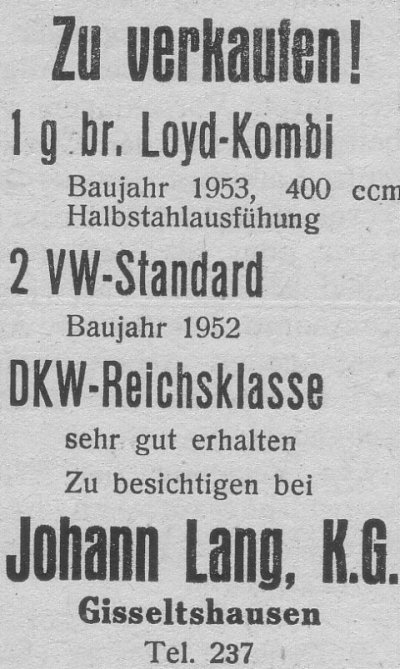 Zu verkaufen!
1 g br. Loyd-Kombi
Baujahr 1953, 400 ccm
Halbstahlausfühung
2 VW-Standard
Baujahr 1952
DKW-Reichsklasse
sehr gut erhalten
Zu besichtigen bei
Johann Lang, K.G.
Gisseltshausen
Tel. 237